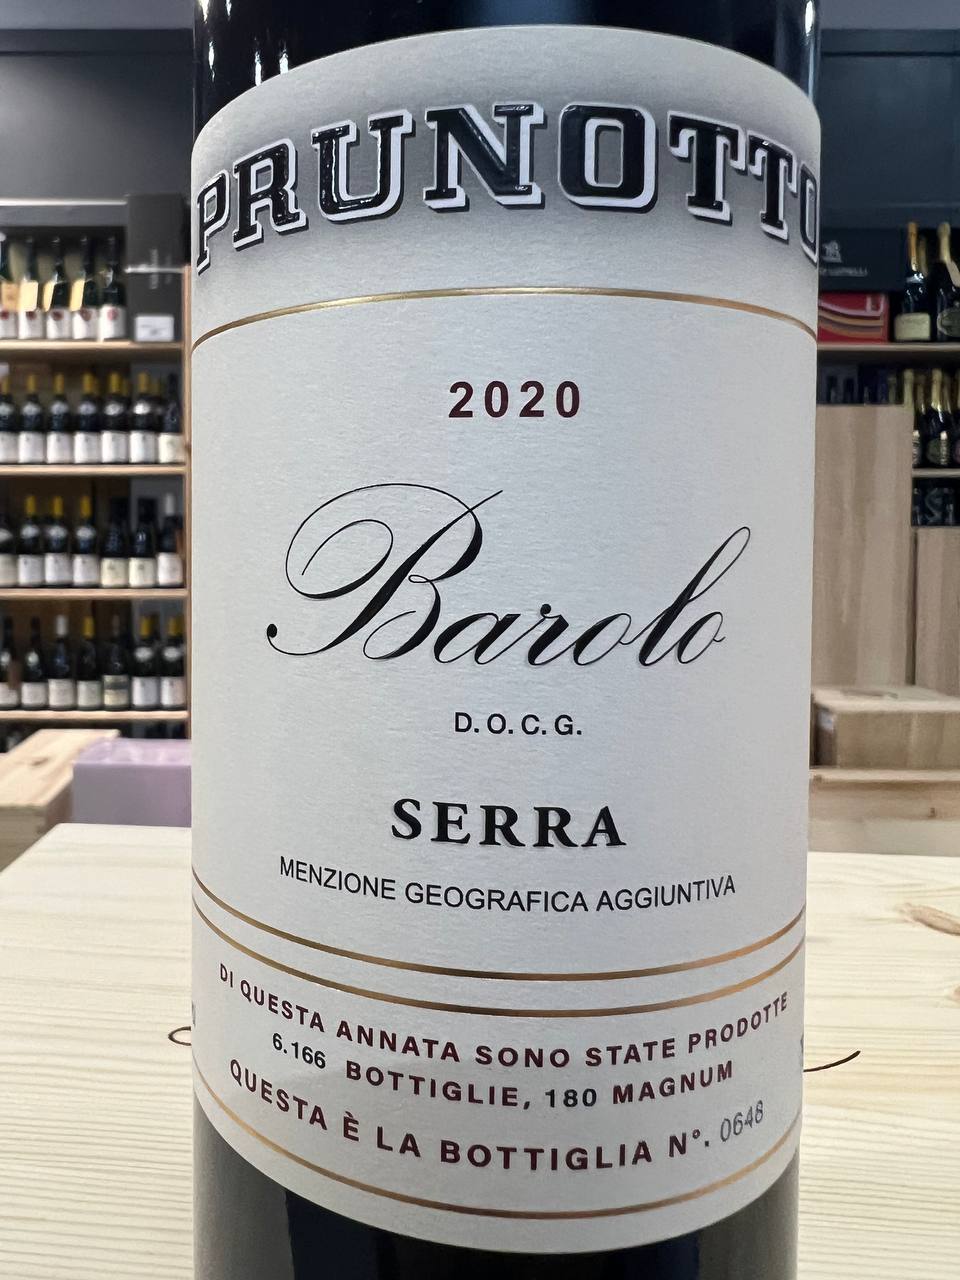 PRUNOTTO
2020
Barolo
D.O.C.G.
SERRA
MENZIONE GEOGRAFICA AGGIUNTIVA
DI QUESTA ANNATA SONO STATE PRODOTTE
6.166 BOTTIGLIE, 180 MAGNUM
QUESTA È LA BOTTIGLIA N°. 0648